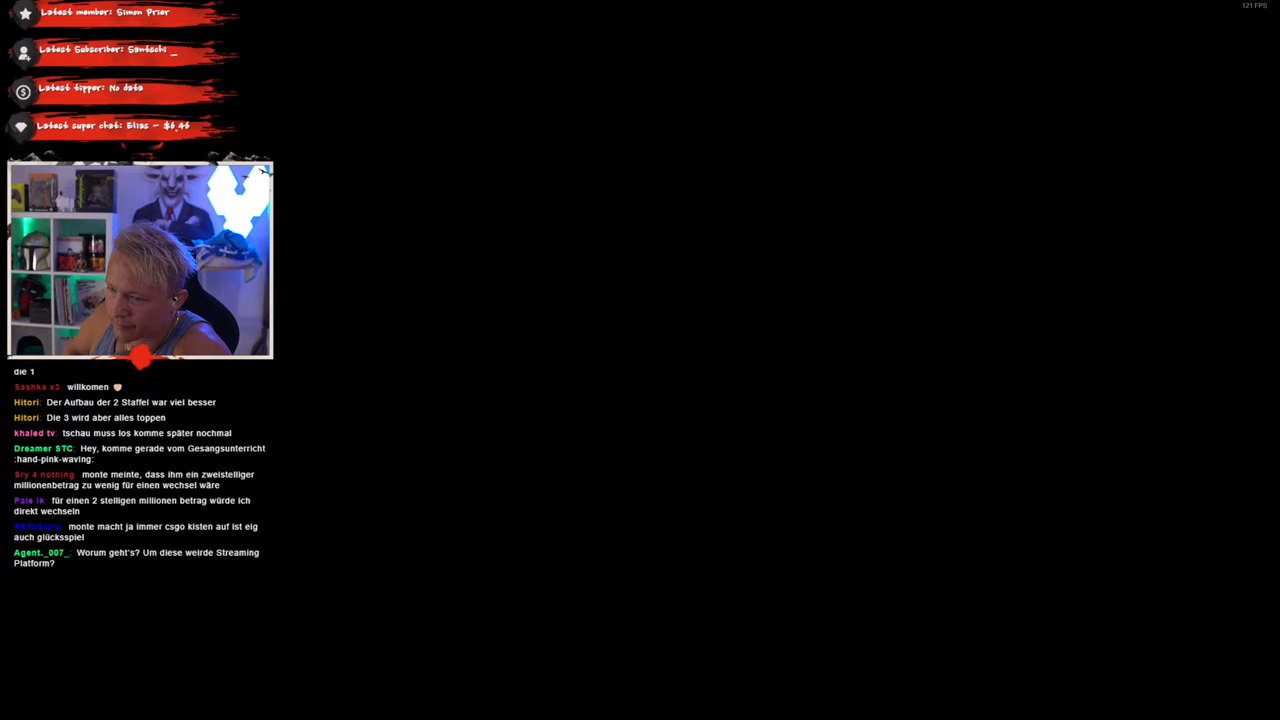 121 FPS
Latest member: Simon Prior
Latest Subscriber: Santschi _
Latest tipper: No data
Latest super chat: Elias - $6,46
die 1
Sashka x3 willkomen
Hitori: Der Aufbau der 2 Staffel war viel besser
Hitori: Die 3 wird aber alles toppen
khaled tv: tschau muss los komme später nochmal
Dreamer STC: Hey, komme gerade vom Gesangsunterricht
:hand-pink-waving:
Sry 4 nothing: monte meinte, dass ihm ein zweistelliger
millionenbetrag zu wenig für einen wechsel wäre
Pale ik für einen 2 stelligen millionen betrag würde ich
direkt wechseln
monte macht ja immer csgo kisten auf ist eig
auch glücksspiel
Agent._007_: Worum geht's? Um diese weirde Streaming
Platform?